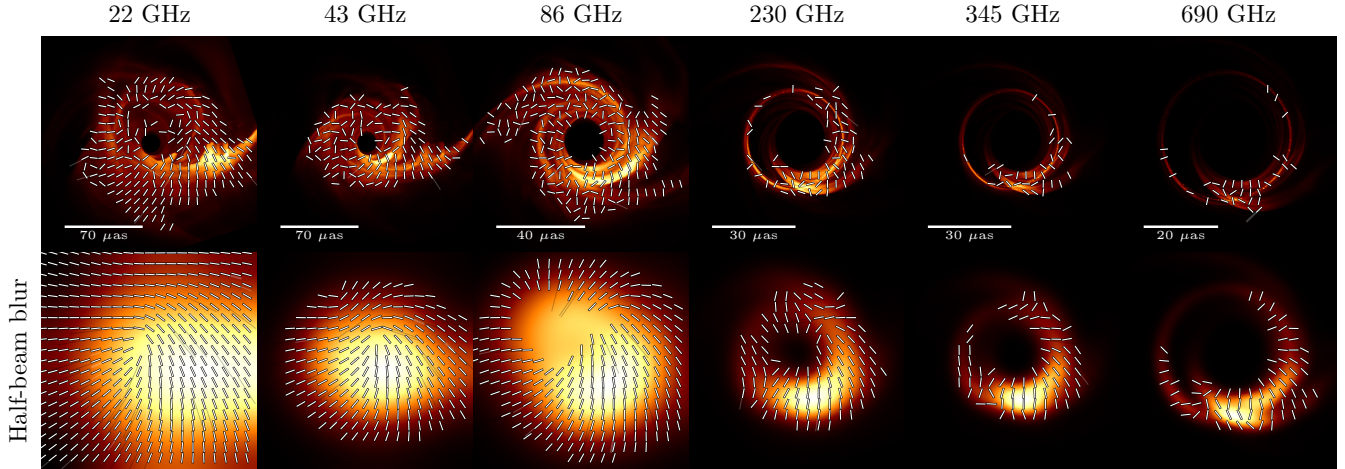 22 GHz 43 GHz 86 GHz 230 GHz 345 GHz 690 GHz
70 μas 70 μas 40 μas 30 μas 30 μas 20 μas
Half-beam blur